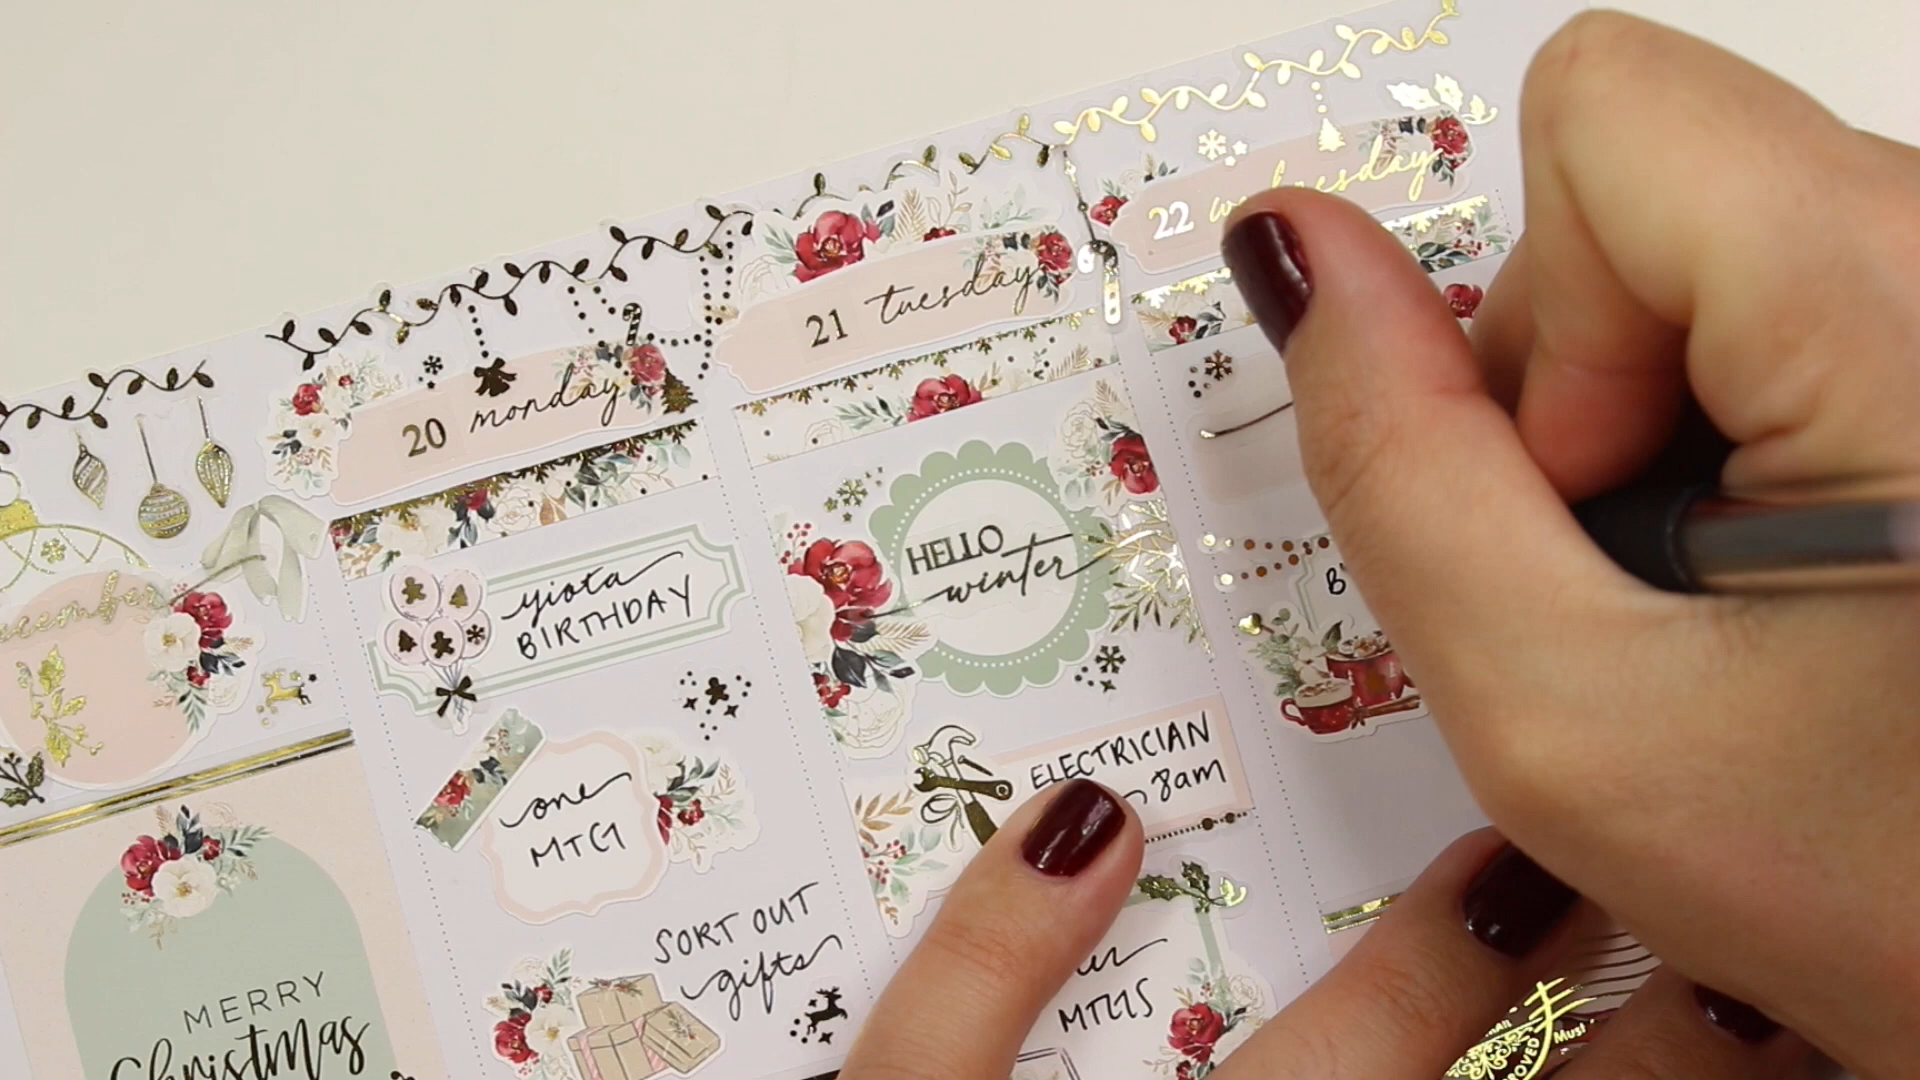 20 monday
21 tuesday
22
yiota
BIRTHDAY
one
MTG
SORT OUT
gifts
HELLO
winter
ELECTRICIAN
8am
MTGS
MERRY
Christmas